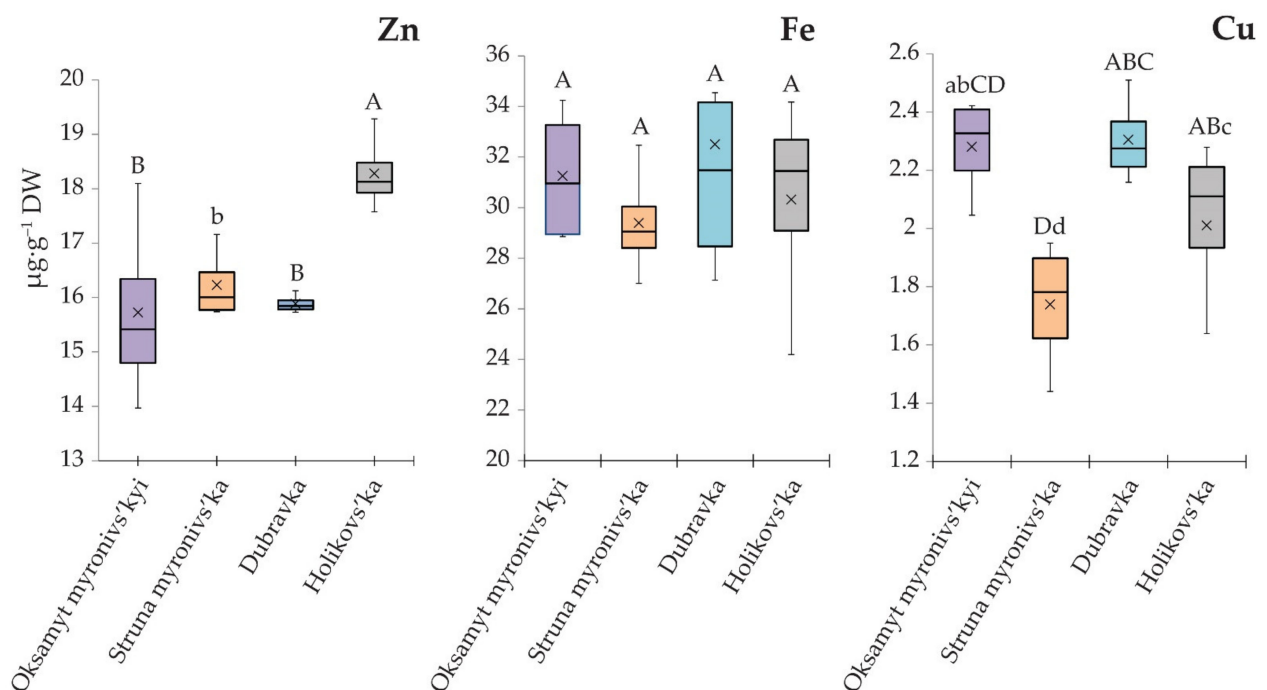 Zn
Fe
Cu
µg·g⁻¹ DW
20
19
18
17
16
15
14
13
B
b
B
A
Oksamyt myronivs′kyi
Struna myronivs′ka
Dubravka
Holikovs′ka
36
34
32
30
28
26
24
22
20
A
A
A
A
Oksamyt myronivs′kyi
Struna myronivs′ka
Dubravka
Holikovs′ka
2.6
2.4
2.2
2
1.8
1.6
1.4
1.2
abCD
Dd
ABC
ABc
Oksamyt myronivs′kyi
Struna myronivs′ka
Dubravka
Holikovs′ka